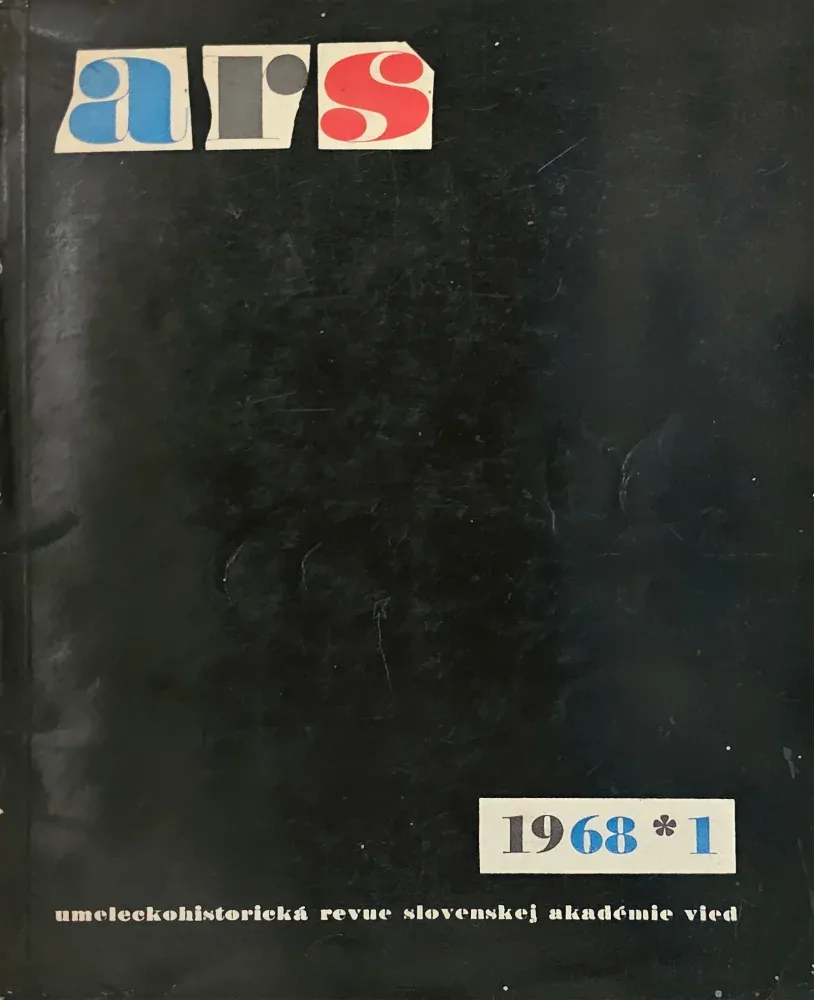 ars
1968 * 1
umeleckohistorická revue slovenskej akadémie vied